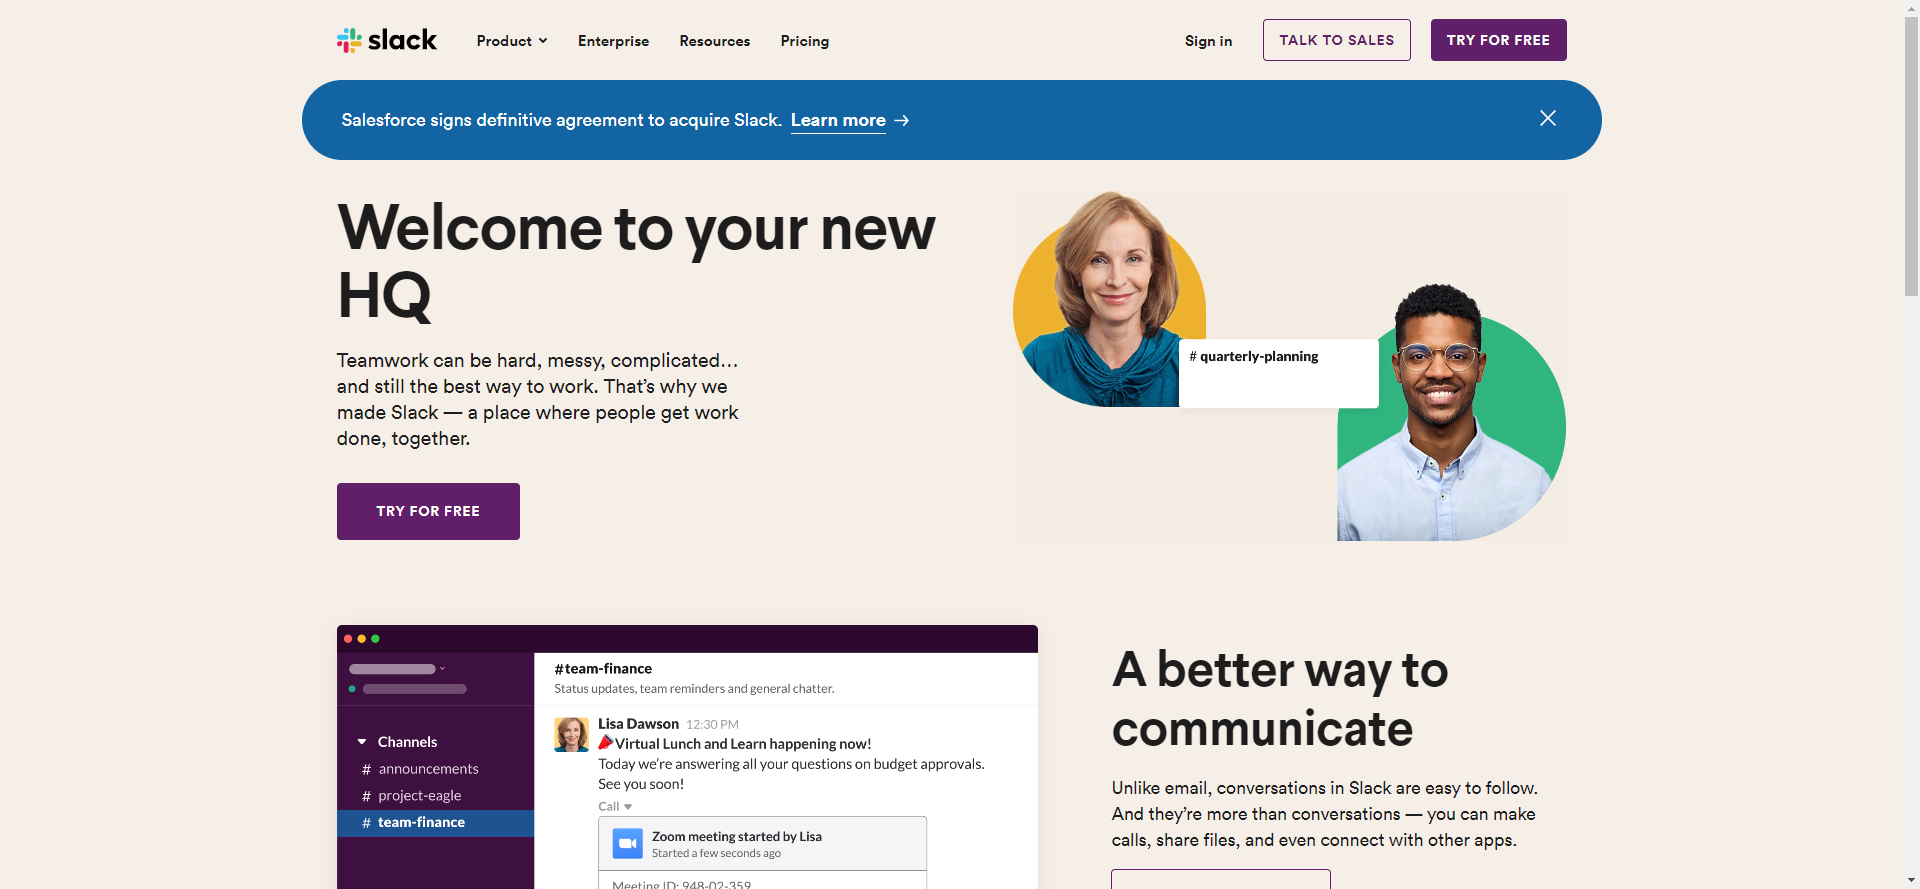 slack
Product
Enterprise
Resources
Pricing
Sign in
TALK TO SALES
TRY FOR FREE
Salesforce signs definitive agreement to acquire Slack. Learn more →
Welcome to your new
HQ
Teamwork can be hard, messy, complicated…
and still the best way to work. That’s why we
made Slack — a place where people get work
done, together.
TRY FOR FREE
# quarterly-planning
#team-finance
Status updates, team reminders and general chatter.
Channels
# announcements
# project-eagle
# team-finance
Lisa Dawson 12:30 PM
Virtual Lunch and Learn happening now!
Today we’re answering all your questions on budget approvals.
See you soon!
Call
Zoom meeting started by Lisa
Started a few seconds ago
Meeting ID: 948-02-359
A better way to
communicate
Unlike email, conversations in Slack are easy to follow.
And they’re more than conversations — you can make
calls, share files, and even connect with other apps.